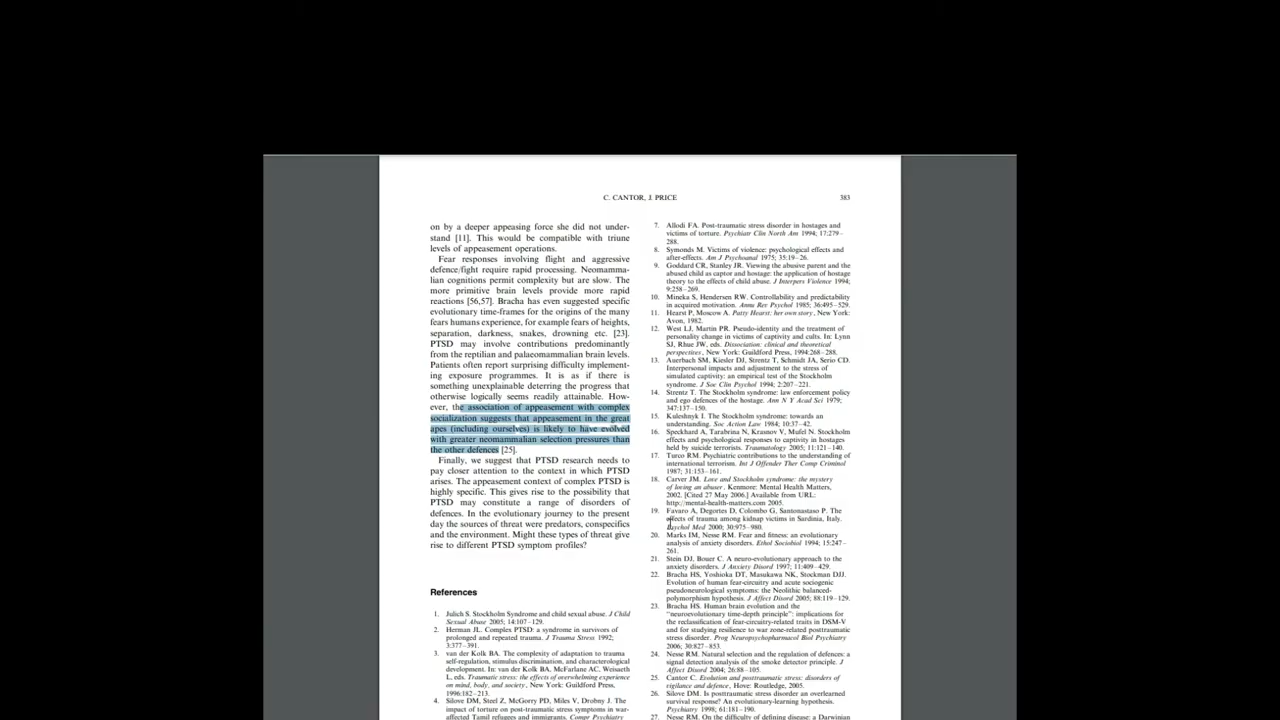 C. CANTOR, J. PRICE
383
on by a deeper appeasing force she did not under-
stand [11]. This would be compatible with triune
levels of appeasement operations.
Fear responses involving flight and aggressive
defence/fight require rapid processing. Neomamma-
lian cognitions permit complexity but are slow. The
more primitive brain levels provide more rapid
reactions [56,57]. Bracha has even suggested specific
evolutionary time-frames for the origins of the many
fears humans experience, for example fears of heights,
separation, darkness, snakes, drowning etc. [23].
PTSD may involve contributions predominantly
from the reptilian and palaeomammalian brain levels.
Patients often report surprising difficulty implement-
ing exposure programmes. It is as if there is
something unexplainable deterring the progress that
otherwise logically seems readily attainable. How-
ever, the association of appeasement with complex
socialization suggests that appeasement in the great
apes (including ourselves) is likely to have evolved
with greater neomammalian selection pressures than
the other defences [25].
Finally, we suggest that PTSD research needs to
pay closer attention to the context in which PTSD
arises. The appeasement context of complex PTSD is
highly specific. This gives rise to the possibility that
PTSD may constitute a range of disorders of
defences. In the evolutionary journey to the present
day the sources of threat were predators, conspecifics
and the environment. Might these types of threat give
rise to different PTSD symptom profiles?
References
1. Julich S. Stockholm Syndrome and child sexual abuse. J Child
Sexual Abuse 2005; 14:107–129.
2. Herman JL. Complex PTSD: a syndrome in survivors of
prolonged and repeated trauma. J Trauma Stress 1992;
3:377–391.
3. van der Kolk BA. The complexity of adaptation to trauma
self-regulation, stimulus discrimination, and characterological
development. In: van der Kolk BA, McFarlane AC, Weisaeth
L, eds. Traumatic stress: the effects of overwhelming experience
on mind, body, and society, New York: Guildford Press,
1996:182–213.
4. Silove DM, Steel Z, McGorry PD, Miles V, Drobny J. The
impact of torture on post-traumatic stress symptoms in war-
affected Tamil refugees and immigrants. Compr Psychiatry
7. Allodi FA. Post-traumatic stress disorder in hostages and
victims of torture. Psychiatr Clin North Am 1994; 17:279–
288.
8. Symonds M. Victims of violence: psychological effects and
after-effects. Am J Psychoanal 1975; 35:19–26.
9. Goddard CR, Stanley JR. Viewing the abusive parent and the
abused child as captor and hostage: the application of hostage
theory to the effects of child abuse. J Interpers Violence 1994;
9:258–269.
10. Mineka S, Hendersen RW. Controllability and predictability
in acquired motivation. Annu Rev Psychol 1985; 36:495–529.
11. Hearst P, Moscow A. Patty Hearst: her own story, New York:
Avon, 1982.
12. West LJ, Martin PR. Pseudo-identity and the treatment of
personality change in victims of captivity and cults. In: Lynn
SJ, Rhue JW, eds. Dissociation: clinical and theoretical
perspectives, New York: Guildford Press, 1994:268–288.
13. Auerbach SM, Kiesler DJ, Strentz T, Schmidt JA, Serio CD.
Interpersonal impacts and adjustment to the stress of
simulated captivity: an empirical test of the Stockholm
syndrome. J Soc Clin Psychol 1994; 2:207–221.
14. Strentz T. The Stockholm syndrome: law enforcement policy
and ego defences of the hostage. Ann N Y Acad Sci 1979;
347:137–150.
15. Kuleshnyk I. The Stockholm syndrome: towards an
understanding. Soc Action Law 1984; 10:37–42.
16. Speckhard A, Tarabrina N, Krasnov V, Mufel N. Stockholm
effects and psychological responses to captivity in hostages
held by suicide terrorists. Traumatology 2005; 11:121–140.
17. Turco RM. Psychiatric contributions to the understanding of
international terrorism. Int J Offender Ther Comp Criminol
1987; 31:153–161.
18. Carver JM. Love and Stockholm syndrome: the mystery
of loving an abuser, Kenmore: Mental Health Matters,
2002. [Cited 27 May 2006.] Available from URL:
http://mental-health-matters.com 2005.
19. Favaro A, Degortes D, Colombo G, Santonastaso P. The
effects of trauma among kidnap victims in Sardinia, Italy.
Psychol Med 2000; 30:975–980.
20. Marks IM, Nesse RM. Fear and fitness: an evolutionary
analysis of anxiety disorders. Ethol Sociobiol 1994; 15:247–
261.
21. Stein DJ, Bouer C. A neuro-evolutionary approach to the
anxiety disorders. J Anxiety Disord 1997; 11:409–429.
22. Bracha HS, Yoshioka DT, Masukawa NK, Stockman DJJ.
Evolution of human fear-circuitry and acute sociogenic
pseudoneurological symptoms: the Neolithic balanced-
polymorphism hypothesis. J Affect Disord 2005; 88:119–129.
23. Bracha HS. Human brain evolution and the
“neuroevolutionary time-depth principle”: implications for
the reclassification of fear-circuitry-related traits in DSM-V
and for studying resilience to war zone-related posttraumatic
stress disorder. Prog Neuropsychopharmacol Biol Psychiatry
2006; 30:827–853.
24. Nesse RM. Natural selection and the regulation of defences: a
signal detection analysis of the smoke detector principle. J
Affect Disord 2004; 26:88–105.
25. Cantor C. Evolution and posttraumatic stress: disorders of
vigilance and defence, Hove: Routledge, 2005.
26. Silove DM. Is posttraumatic stress disorder an overlearned
survival response? An evolutionary-learning hypothesis.
Psychiatry 1998; 61:181–190.
27. Nesse RM. On the difficulty of defining disease: a Darwinian